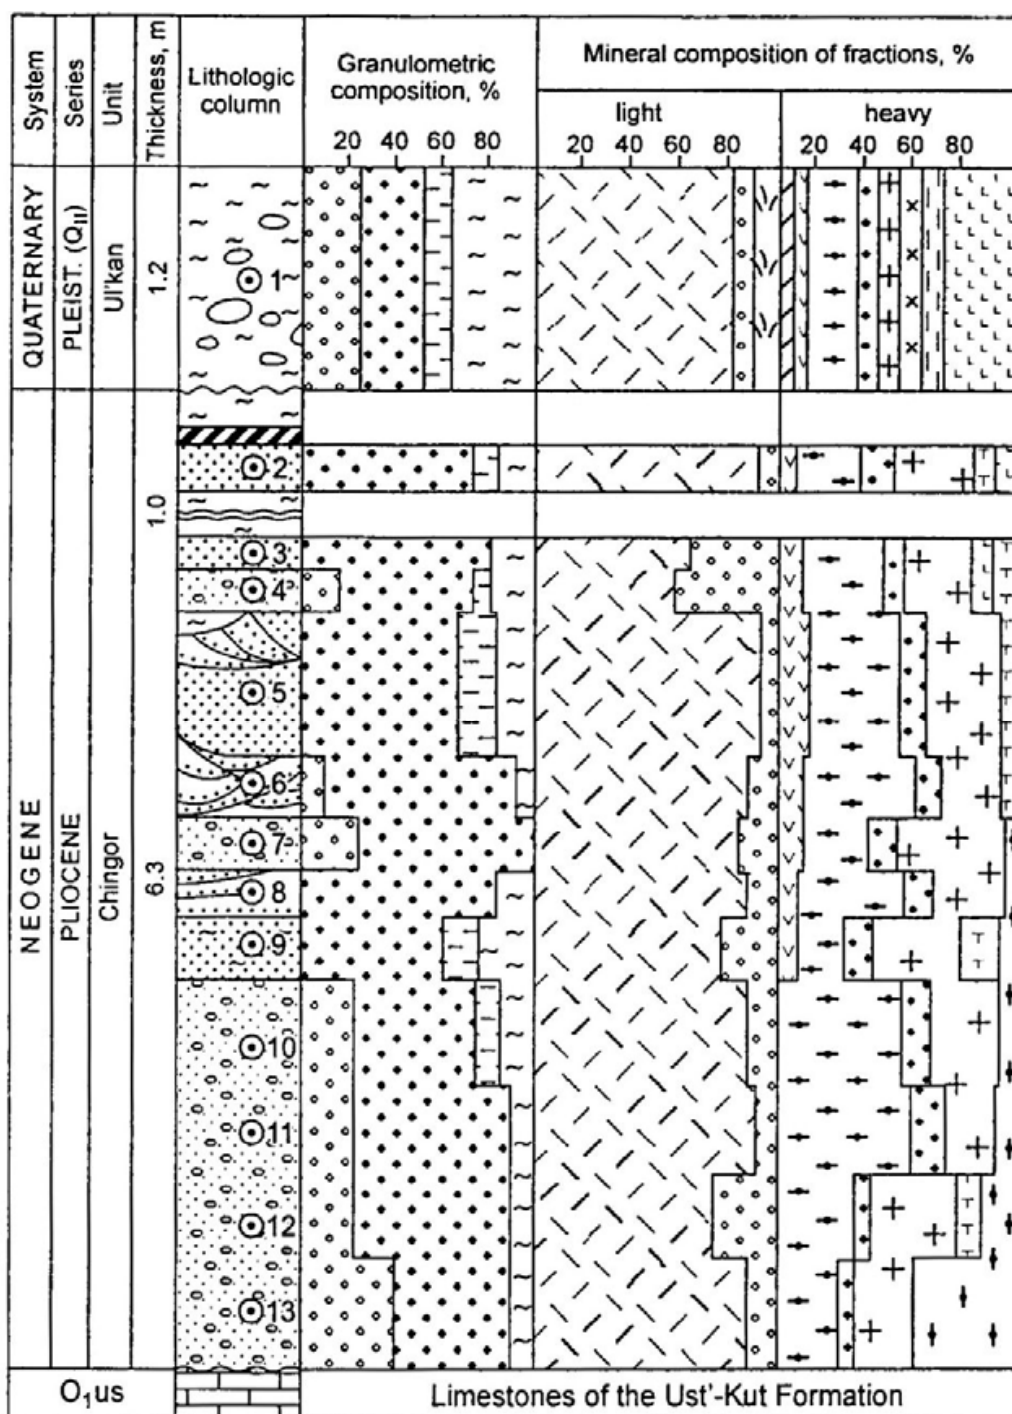 System
Series
Unit
Thickness, m
Lithologic
column
Granulometric
composition, %
20 40 60 80
Mineral composition of fractions, %
light
20 40 60 80
heavy
20 40 60 80
QUATERNARY
PLEIST. (QII)
Ul'kan
1.2
1
NEOGENE
PLIOCENE
Chingor
1.0
6.3
2
3
4
5
6
7
8
9
10
11
12
13
O1us
Limestones of the Ust'-Kut Formation